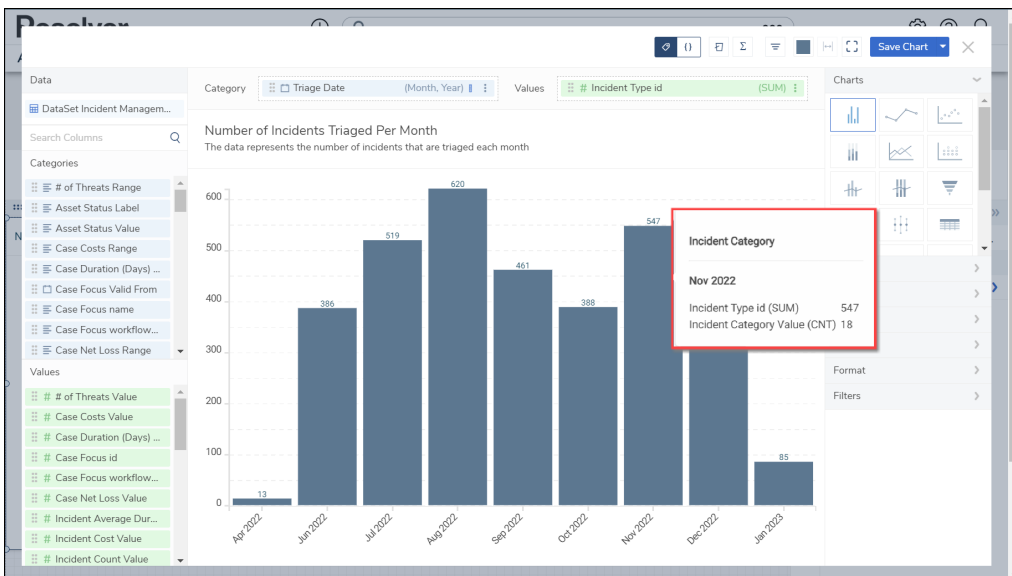 Resolver
Save Chart
Data
DataSet Incident Managem...
Search Columns
Categories
# of Threats Range
Asset Status Label
Asset Status Value
Case Costs Range
Case Duration (Days) ...
Case Focus Valid From
Case Focus name
Case Focus workflow...
Case Net Loss Range
Values
# # of Threats Value
# Case Costs Value
# Case Duration (Days) ...
# Case Focus id
# Case Focus workflow...
# Case Net Loss Value
# Incident Average Dur...
# Incident Cost Value
# Incident Count Value
Category Triage Date (Month, Year) Values # Incident Type id (SUM)
Number of Incidents Triaged Per Month
The data represents the number of incidents that are triaged each month
600
500
400
300
200
100
0
13
386
519
620
461
388
547
85
Apr 2022
Jun 2022
Jul 2022
Aug 2022
Sep 2022
Oct 2022
Nov 2022
Dec 2022
Jan 2023
Incident Category
Nov 2022
Incident Type id (SUM) 547
Incident Category Value (CNT) 18
Charts
Format
Filters